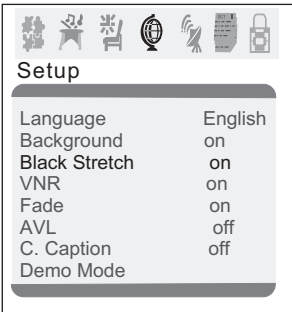 Setup
Language English
Background on
Black Stretch on
VNR on
Fade on
AVL off
C. Caption off
Demo Mode